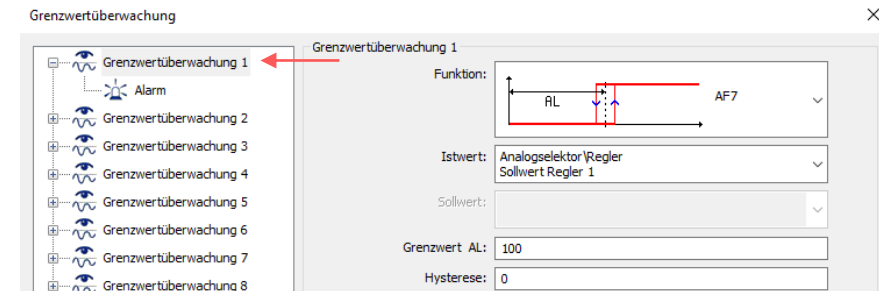 Grenzwertüberwachung
Grenzwertüberwachung 1
Alarm
Grenzwertüberwachung 2
Grenzwertüberwachung 3
Grenzwertüberwachung 4
Grenzwertüberwachung 5
Grenzwertüberwachung 6
Grenzwertüberwachung 7
Grenzwertüberwachung 8
Grenzwertüberwachung 1
Funktion:
AL
AF7
Istwert:
Analogselektor\Regler
Sollwert Regler 1
Sollwert:
Grenzwert AL:
100
Hysterese:
0